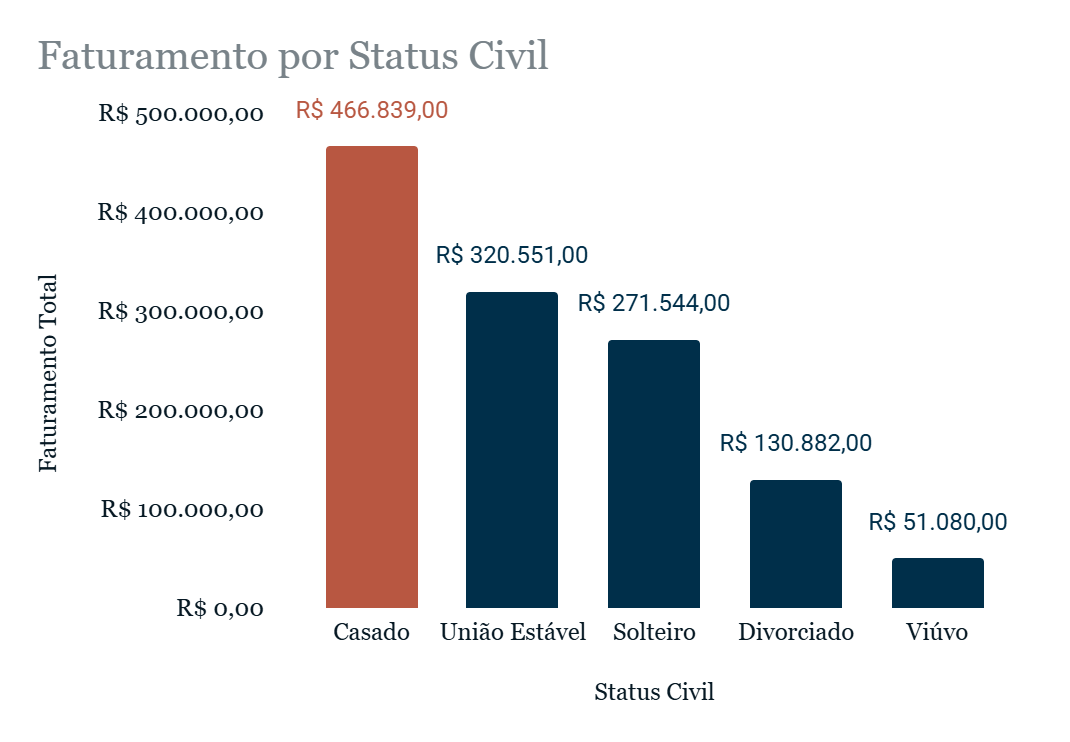 Faturamento por Status Civil
R$ 500.000,00
R$ 400.000,00
R$ 300.000,00
R$ 200.000,00
R$ 100.000,00
R$ 0,00
Faturamento Total
R$ 466.839,00
R$ 320.551,00
R$ 271.544,00
R$ 130.882,00
R$ 51.080,00
Casado
União Estável
Solteiro
Divorciado
Viúvo
Status Civil